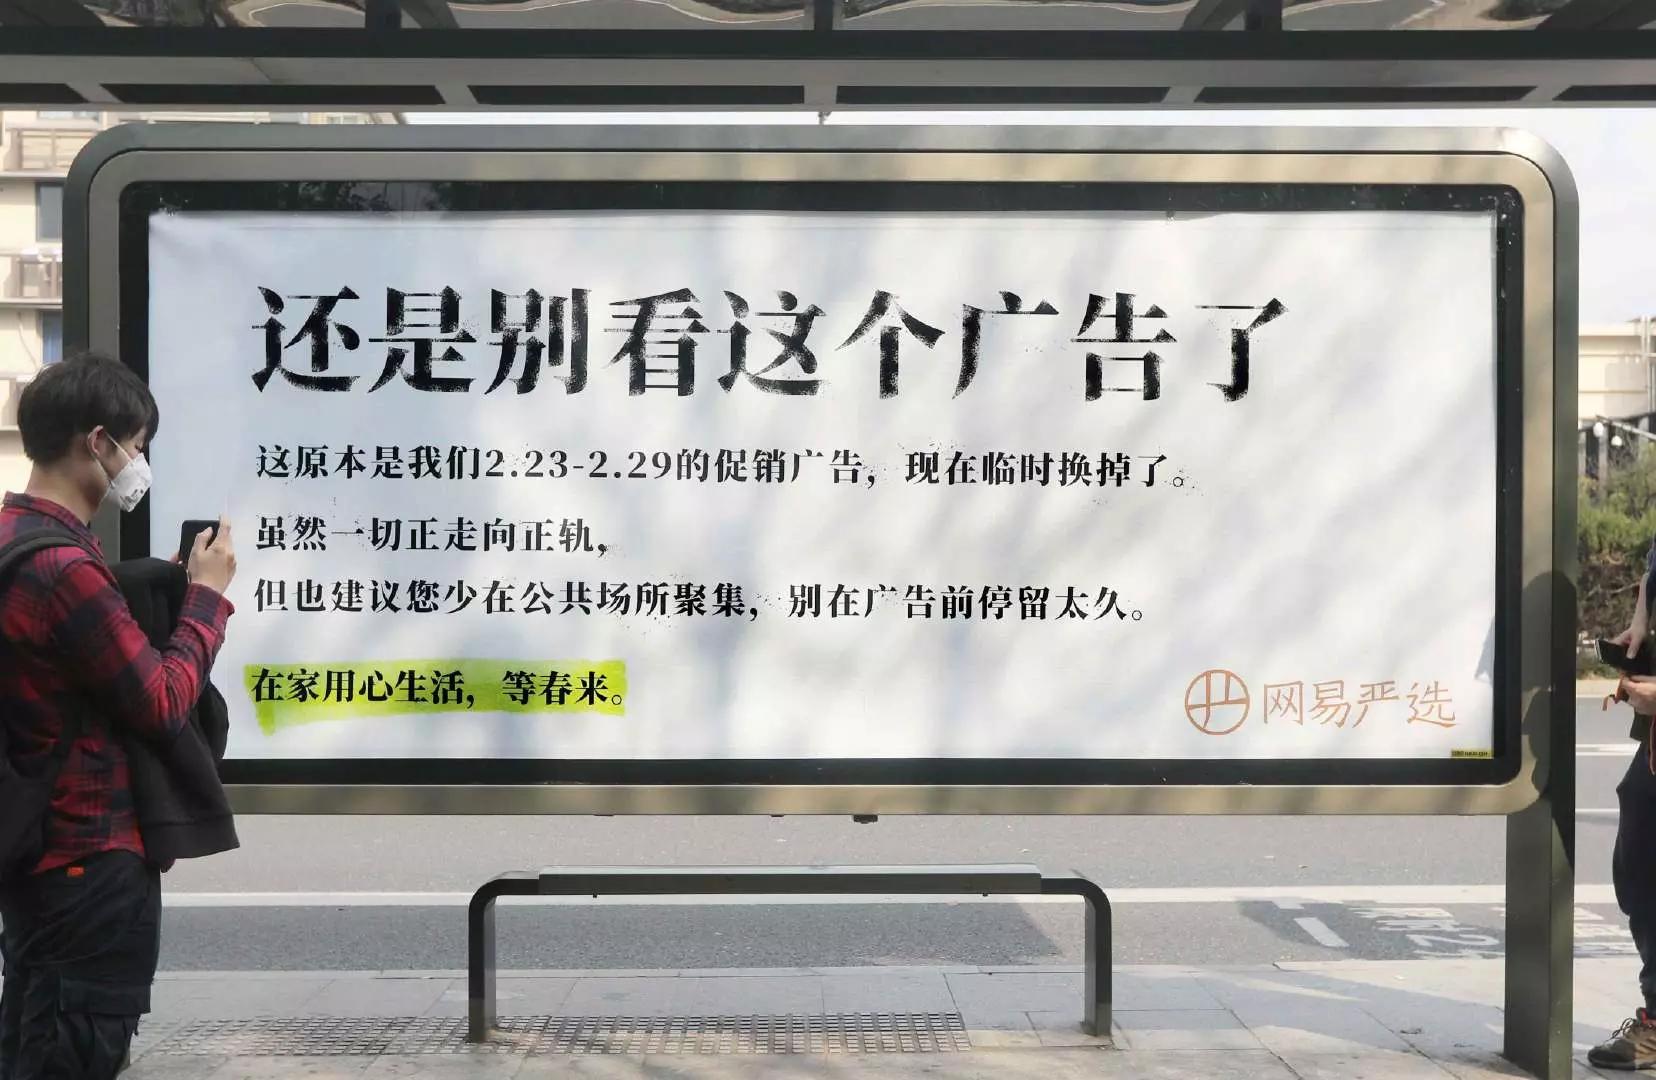 还是别看这个广告了
这原本是我们2.23-2.29的促销广告，现在临时换掉了。
虽然一切正走向正轨，
但也建议您少在公共场所聚集，别在广告前停留太久。
在家用心生活，等春来。
网易严选